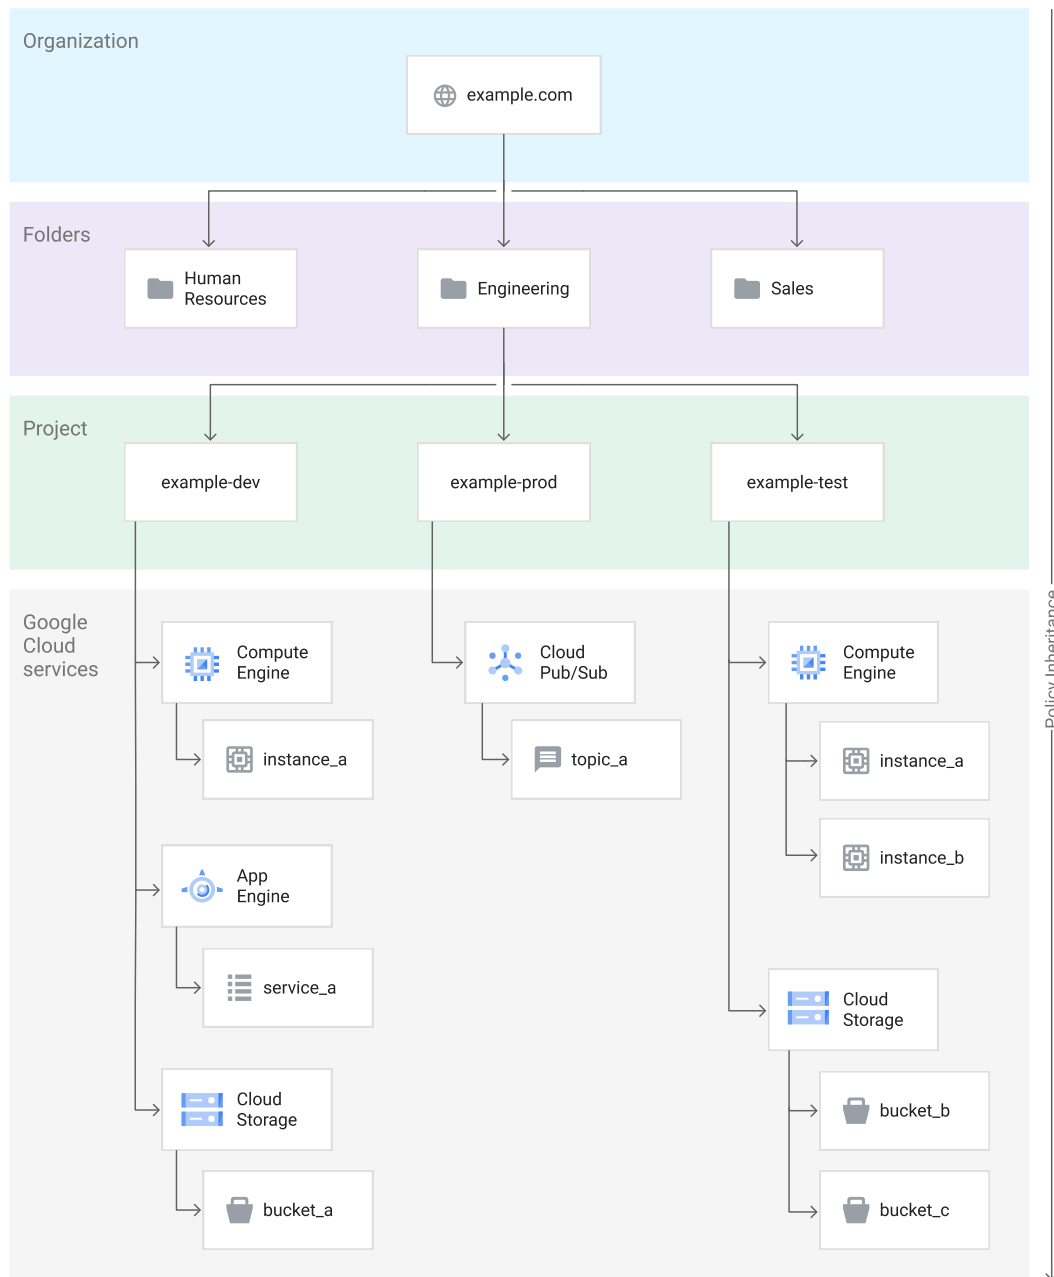 Organization
example.com
Folders
Human
Resources
Engineering
Sales
Project
example-dev
example-prod
example-test
Policy Inheritance
Google
Cloud
services
Compute
Engine
Cloud
Pub/Sub
Compute
Engine
instance_a
topic_a
instance_a
instance_b
App
Engine
service_a
Cloud
Storage
Cloud
Storage
bucket_b
bucket_a
bucket_c